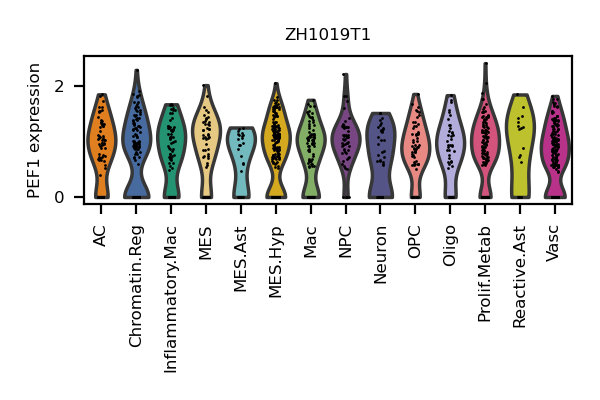 ZH1019T1
PEF1 expression
2
0
AC
Chromatin.Reg
Inflammatory.Mac
MES
MES.Ast
MES.Hyp
Mac
NPC
Neuron
OPC
Oligo
Prolif.Metab
Reactive.Ast
Vasc